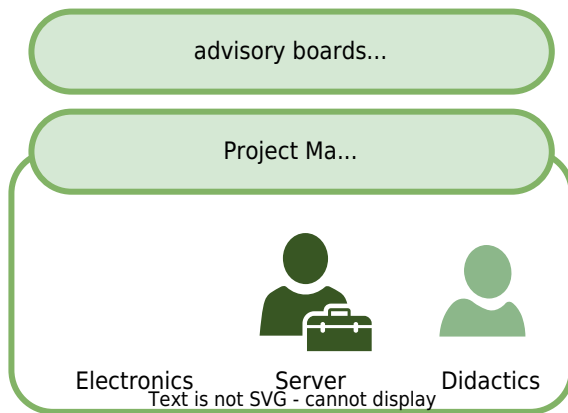 advisory boards...
Project Ma...
Electronics Server Didactics
Text is not SVG - cannot display